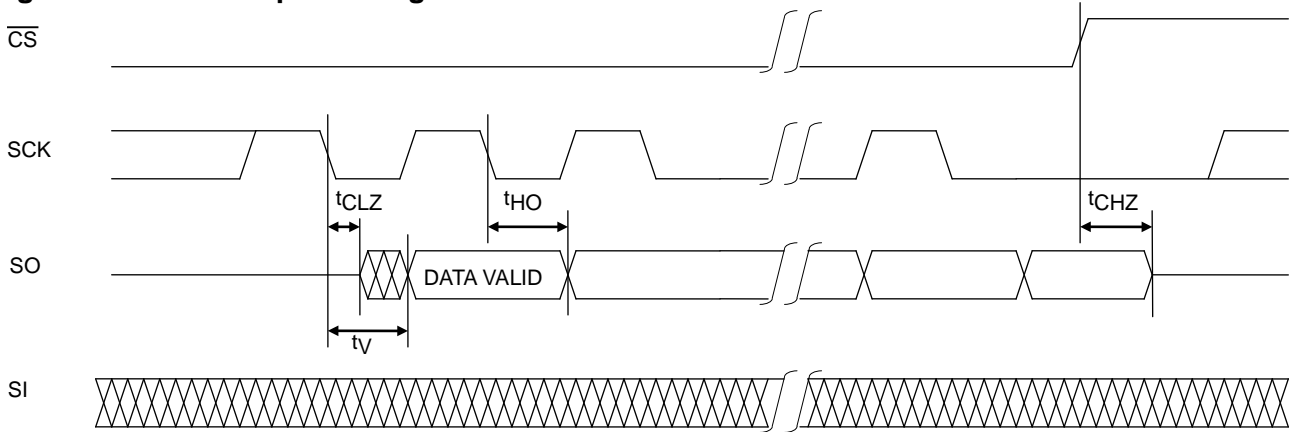 CS
SCK
tCLZ
tHO
tCHZ
SO
DATA VALID
tV
SI